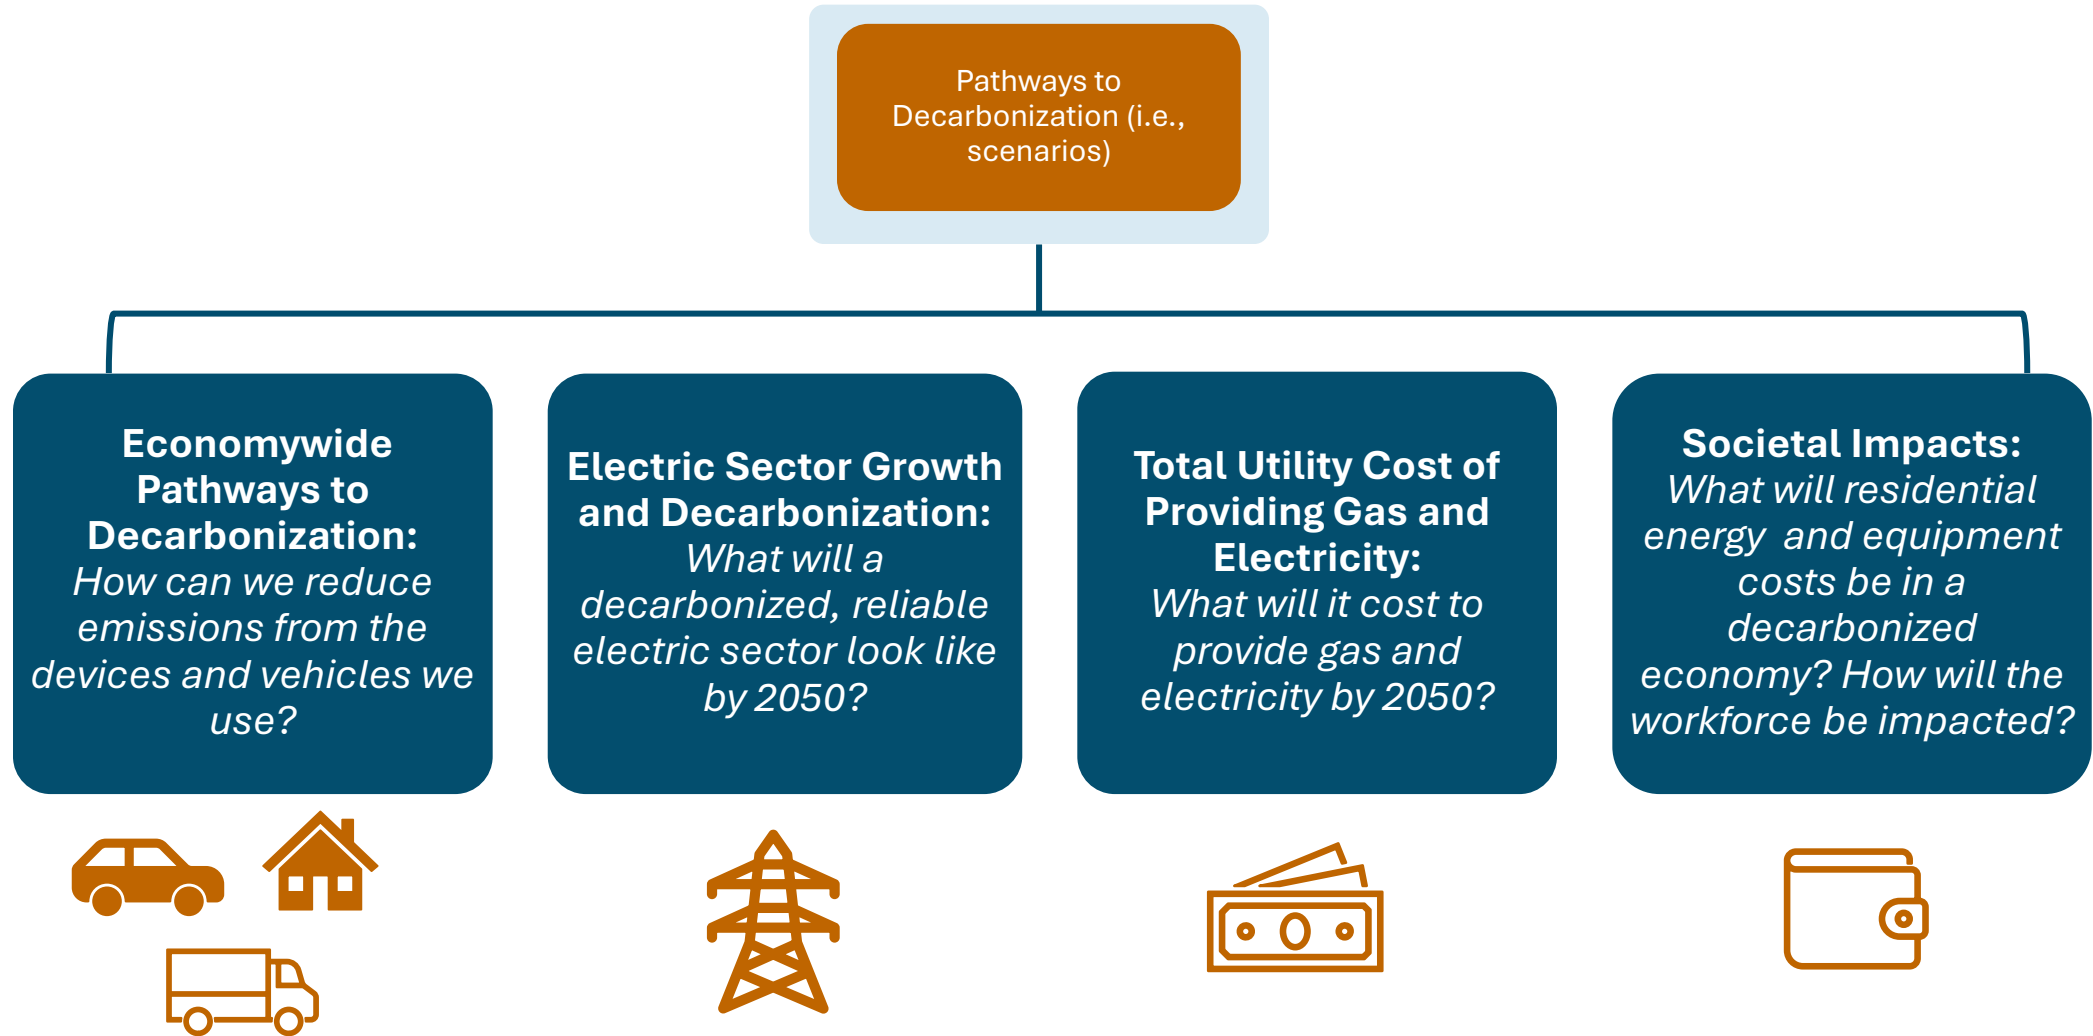 Pathways to
Decarbonization (i.e.,
scenarios)
Economywide
Pathways to
Decarbonization:
How can we reduce
emissions from the
devices and vehicles we
use?
Electric Sector Growth
and Decarbonization:
What will a
decarbonized, reliable
electric sector look like
by 2050?
Total Utility Cost of
Providing Gas and
Electricity:
What will it cost to
provide gas and
electricity by 2050?
Societal Impacts:
What will residential
energy  and equipment
costs be in a
decarbonized
economy? How will the
workforce be impacted?